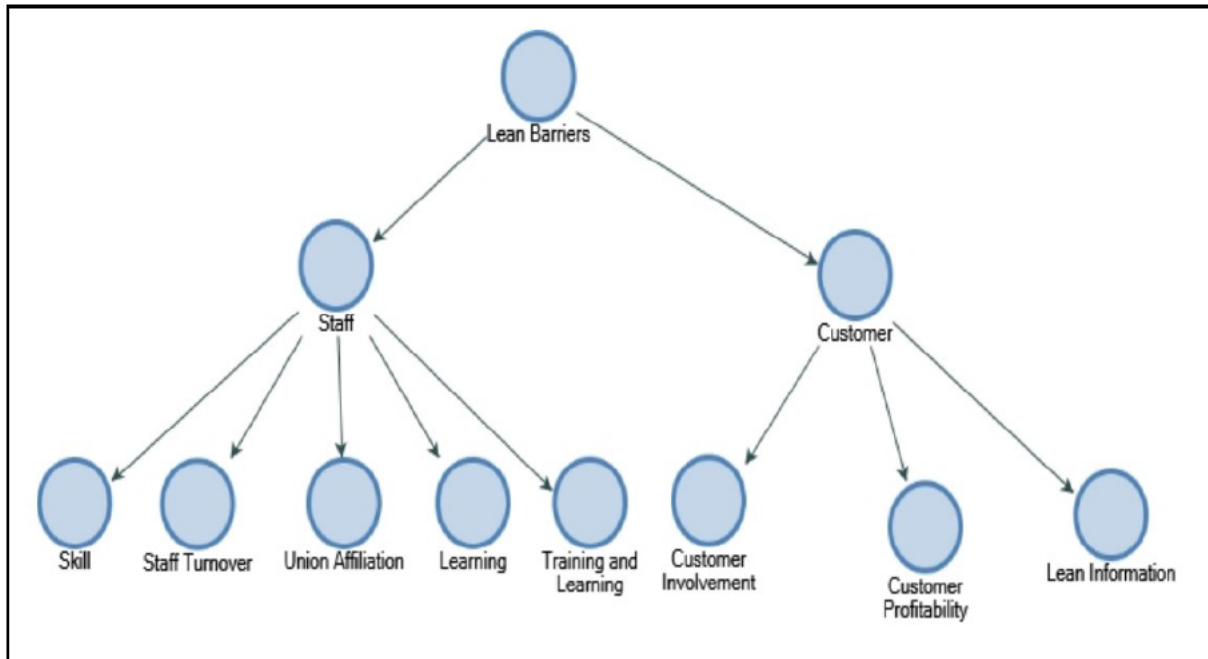 Lean Barriers
Staff
Customer
Skill
Staff Turnover
Union Affiliation
Learning
Training and
Learning
Customer
Involvement
Customer
Profitability
Lean Information